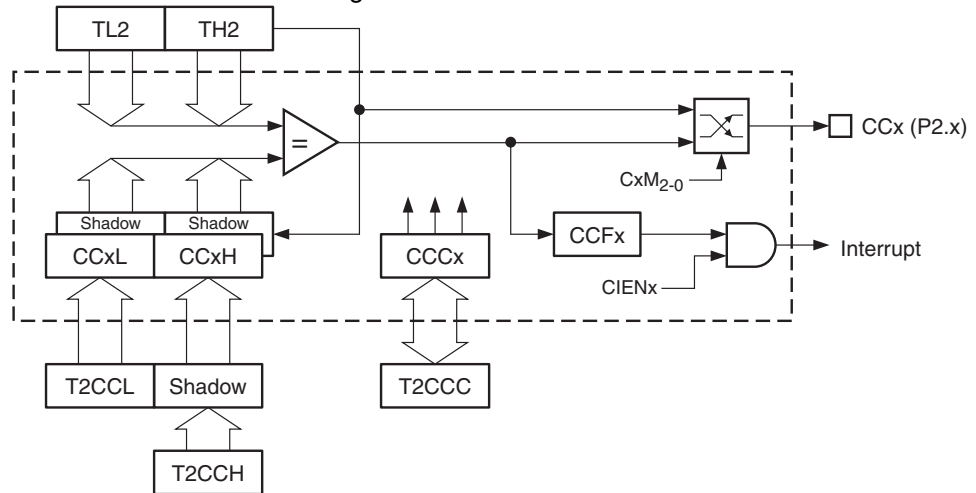 TL2 TH2
=
CCx (P2.x)
CxM2-0
Shadow Shadow
CCxL CCxH
CCCx
CCFx
Interrupt
CIENx
T2CCL Shadow
T2CCC
T2CCH